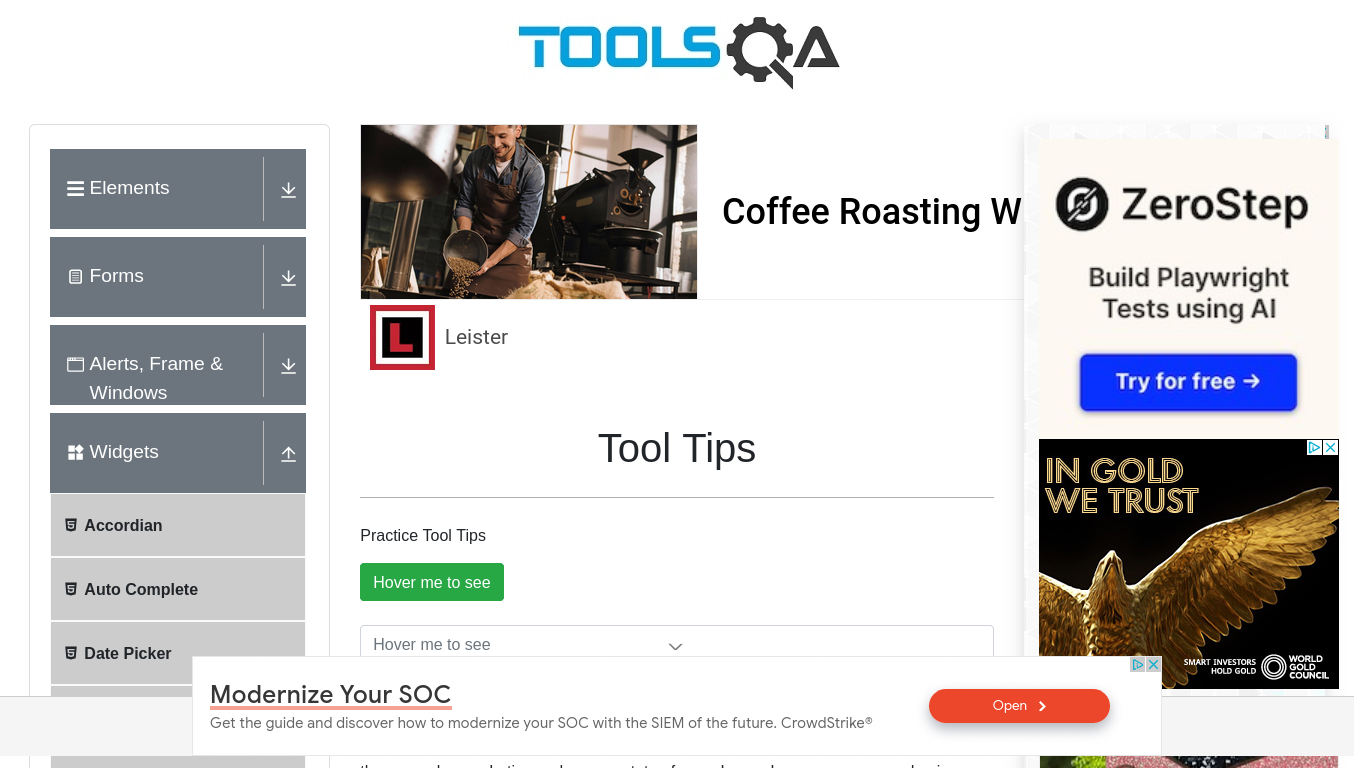 TOOLSQA
Elements
Forms
Alerts, Frame &
Windows
Widgets
Accordian
Auto Complete
Date Picker
Coffee Roasting W
L
Leister
Tool Tips
Practice Tool Tips
Hover me to see
Hover me to see
ZeroStep
Build Playwright
Tests using AI
Try for free →
IN GOLD
WE TRUST
SMART INVESTORS
HOLD GOLD
WORLD
GOLD
COUNCIL
Modernize Your SOC
Get the guide and discover how to modernize your SOC with the SIEM of the future. CrowdStrike®
Open